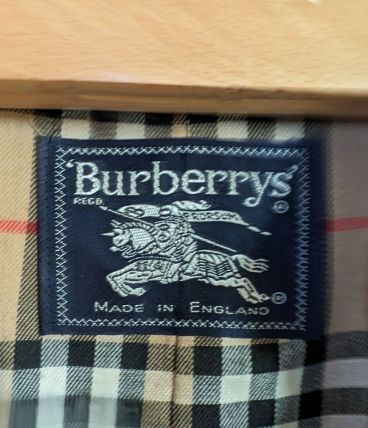 'Burberrys'
REGD.
PRORSUM
®
©
MADE IN ENGLAND